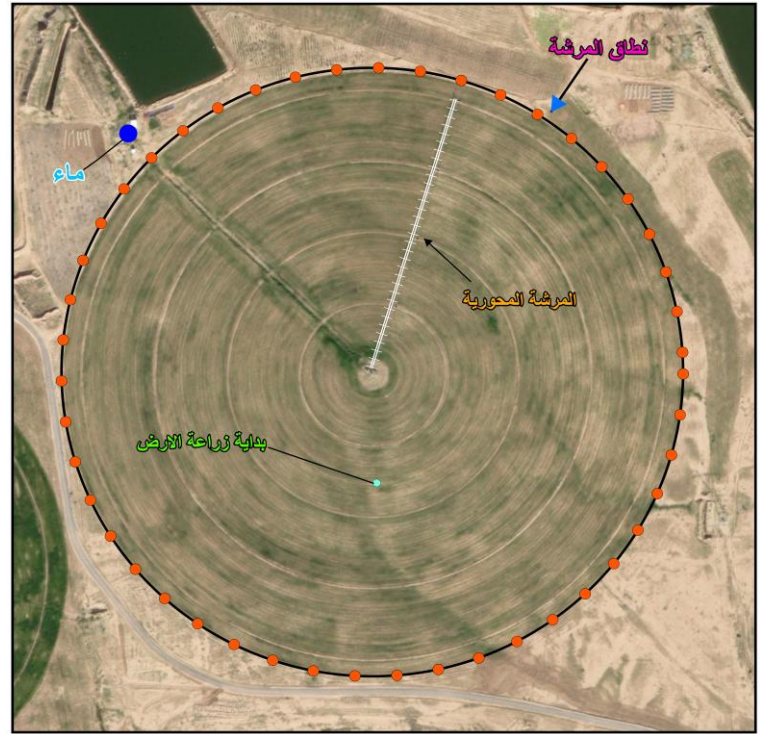 نطاق المرشة
ماء
المرشة المحورية
بداية زراعة الارض